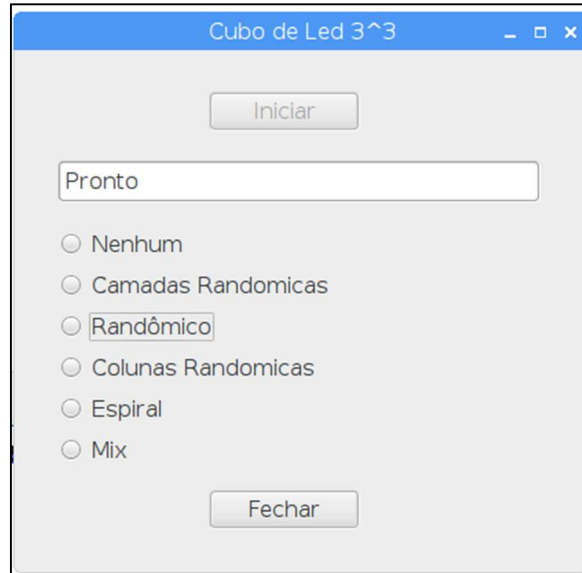 Cubo de Led 3^3
Iniciar
Pronto
Nenhum
Camadas Randomicas
Randômico
Colunas Randomicas
Espiral
Mix
Fechar